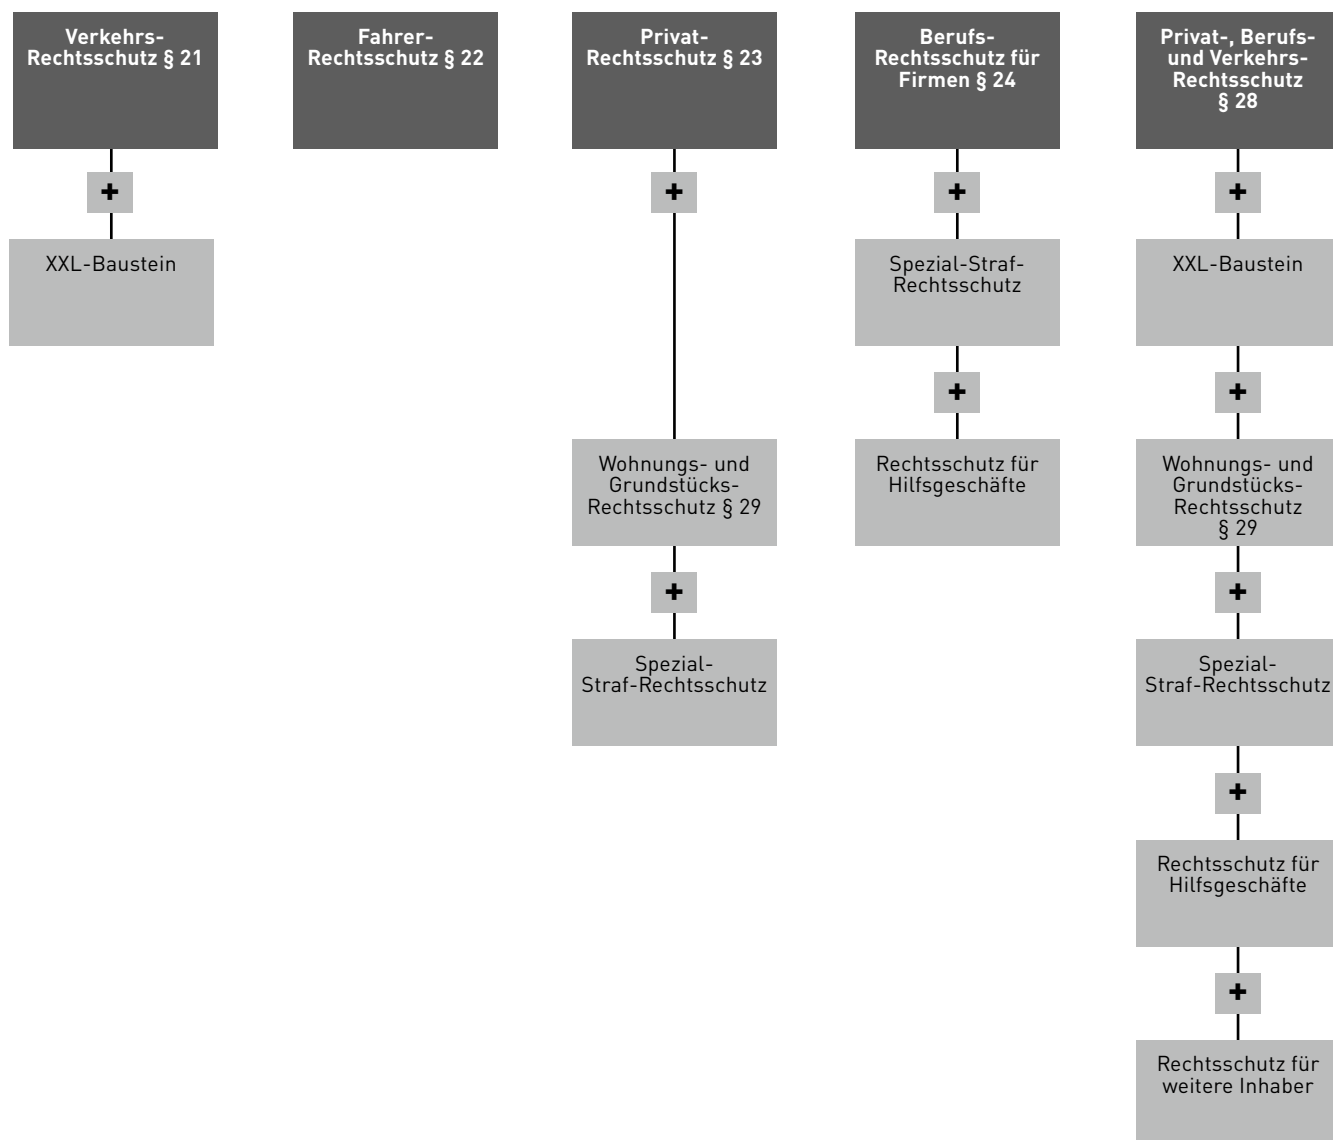 Verkehrs-
Rechtsschutz § 21
Fahrer-
Rechtsschutz § 22
Privat-
Rechtsschutz § 23
Berufs-
Rechtsschutz für
Firmen § 24
Privat-, Berufs-
und Verkehrs-
Rechtsschutz
§ 28
+
+
+
+
XXL-Baustein
Spezial-Straf-
Rechtsschutz
XXL-Baustein
+
+
Wohnungs- und
Grundstücks-
Rechtsschutz § 29
Rechtsschutz für
Hilfsgeschäfte
Wohnungs- und
Grundstücks-
Rechtsschutz
§ 29
+
+
Spezial-
Straf-Rechtsschutz
Spezial-
Straf-Rechtsschutz
+
Rechtsschutz für
Hilfsgeschäfte
+
Rechtsschutz für
weitere Inhaber